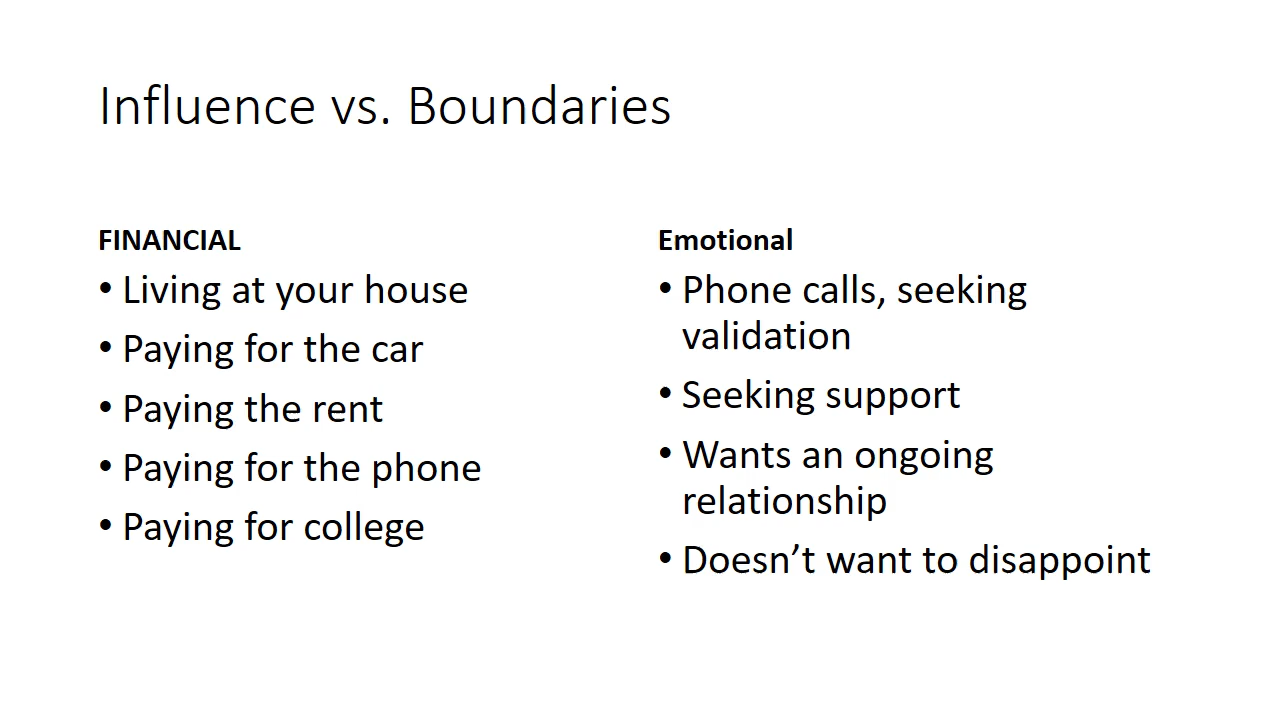 Influence vs. Boundaries
FINANCIAL
• Living at your house
• Paying for the car
• Paying the rent
• Paying for the phone
• Paying for college
Emotional
• Phone calls, seeking
validation
• Seeking support
• Wants an ongoing
relationship
• Doesn’t want to disappoint